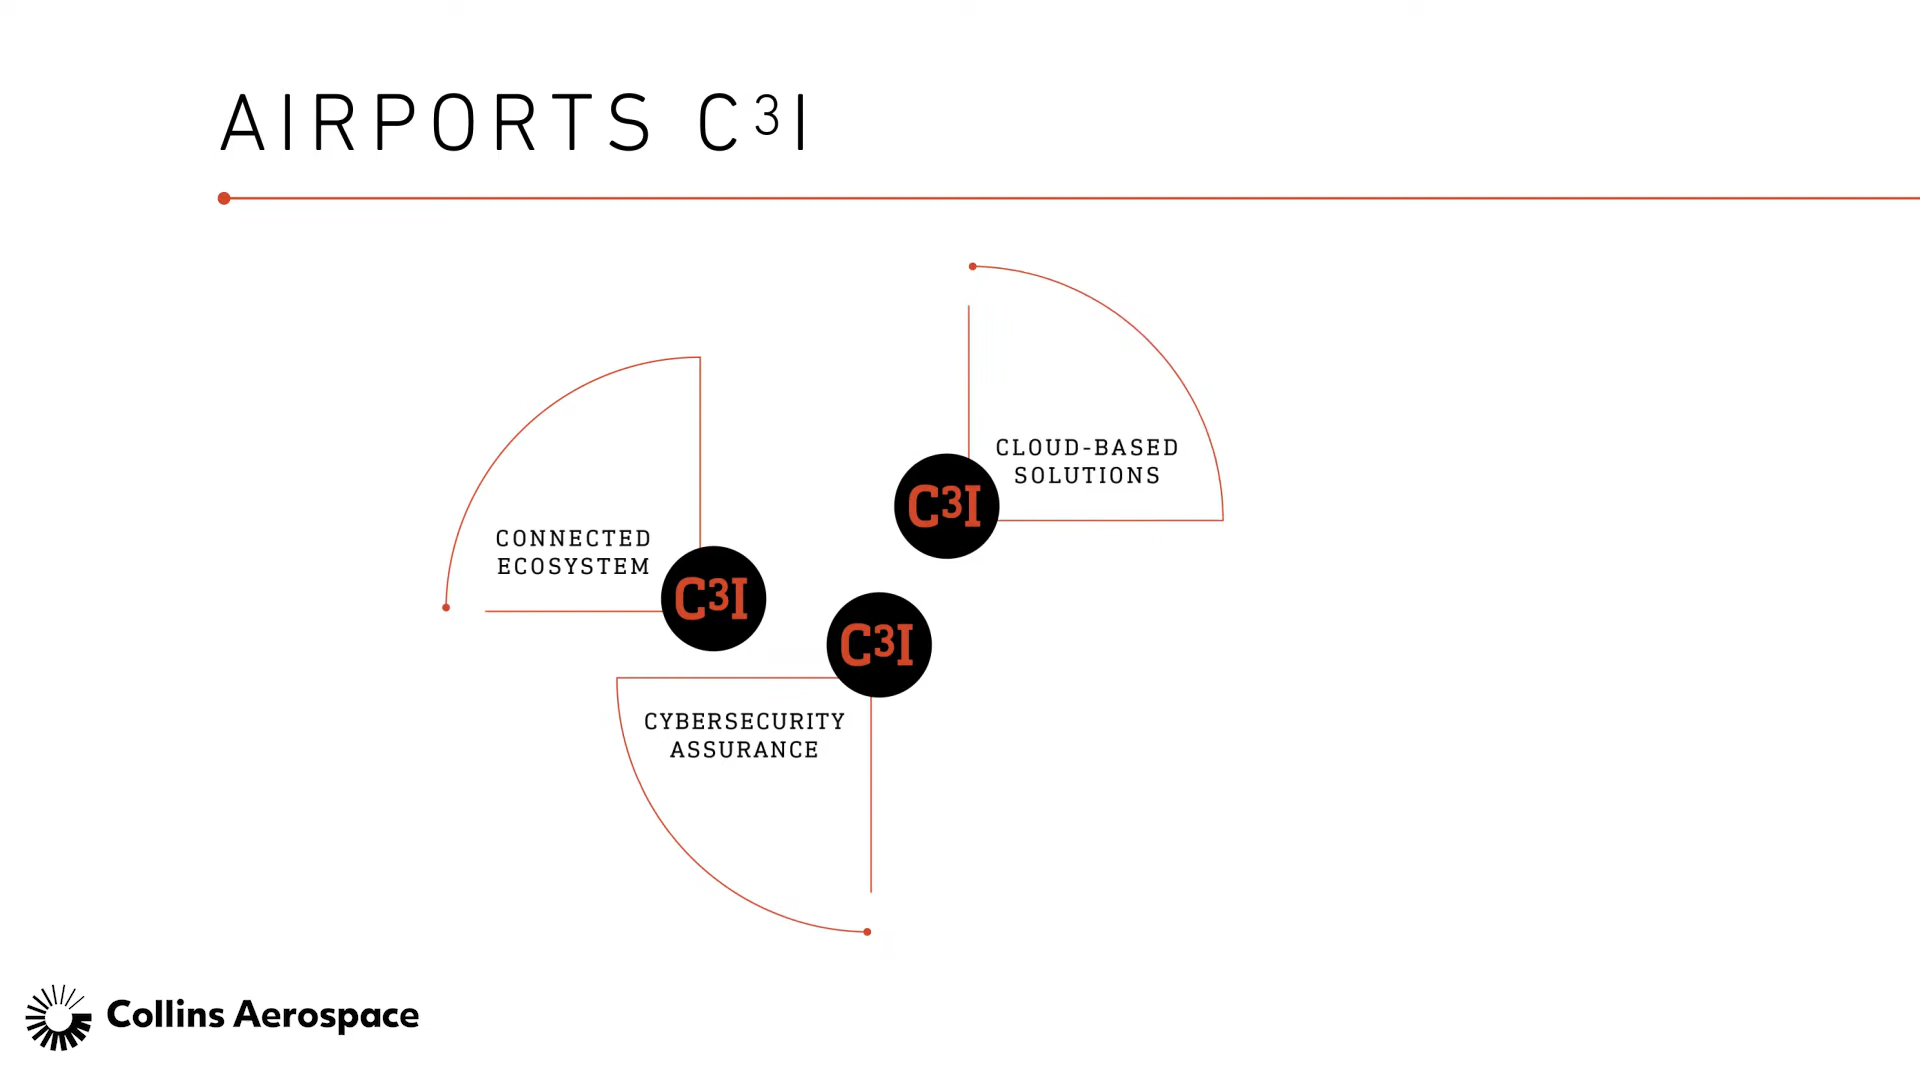 AIRPORTS C³I
CLOUD-BASED
SOLUTIONS
C³I
CONNECTED
ECOSYSTEM
C³I
C³I
CYBERSECURITY
ASSURANCE
Collins Aerospace